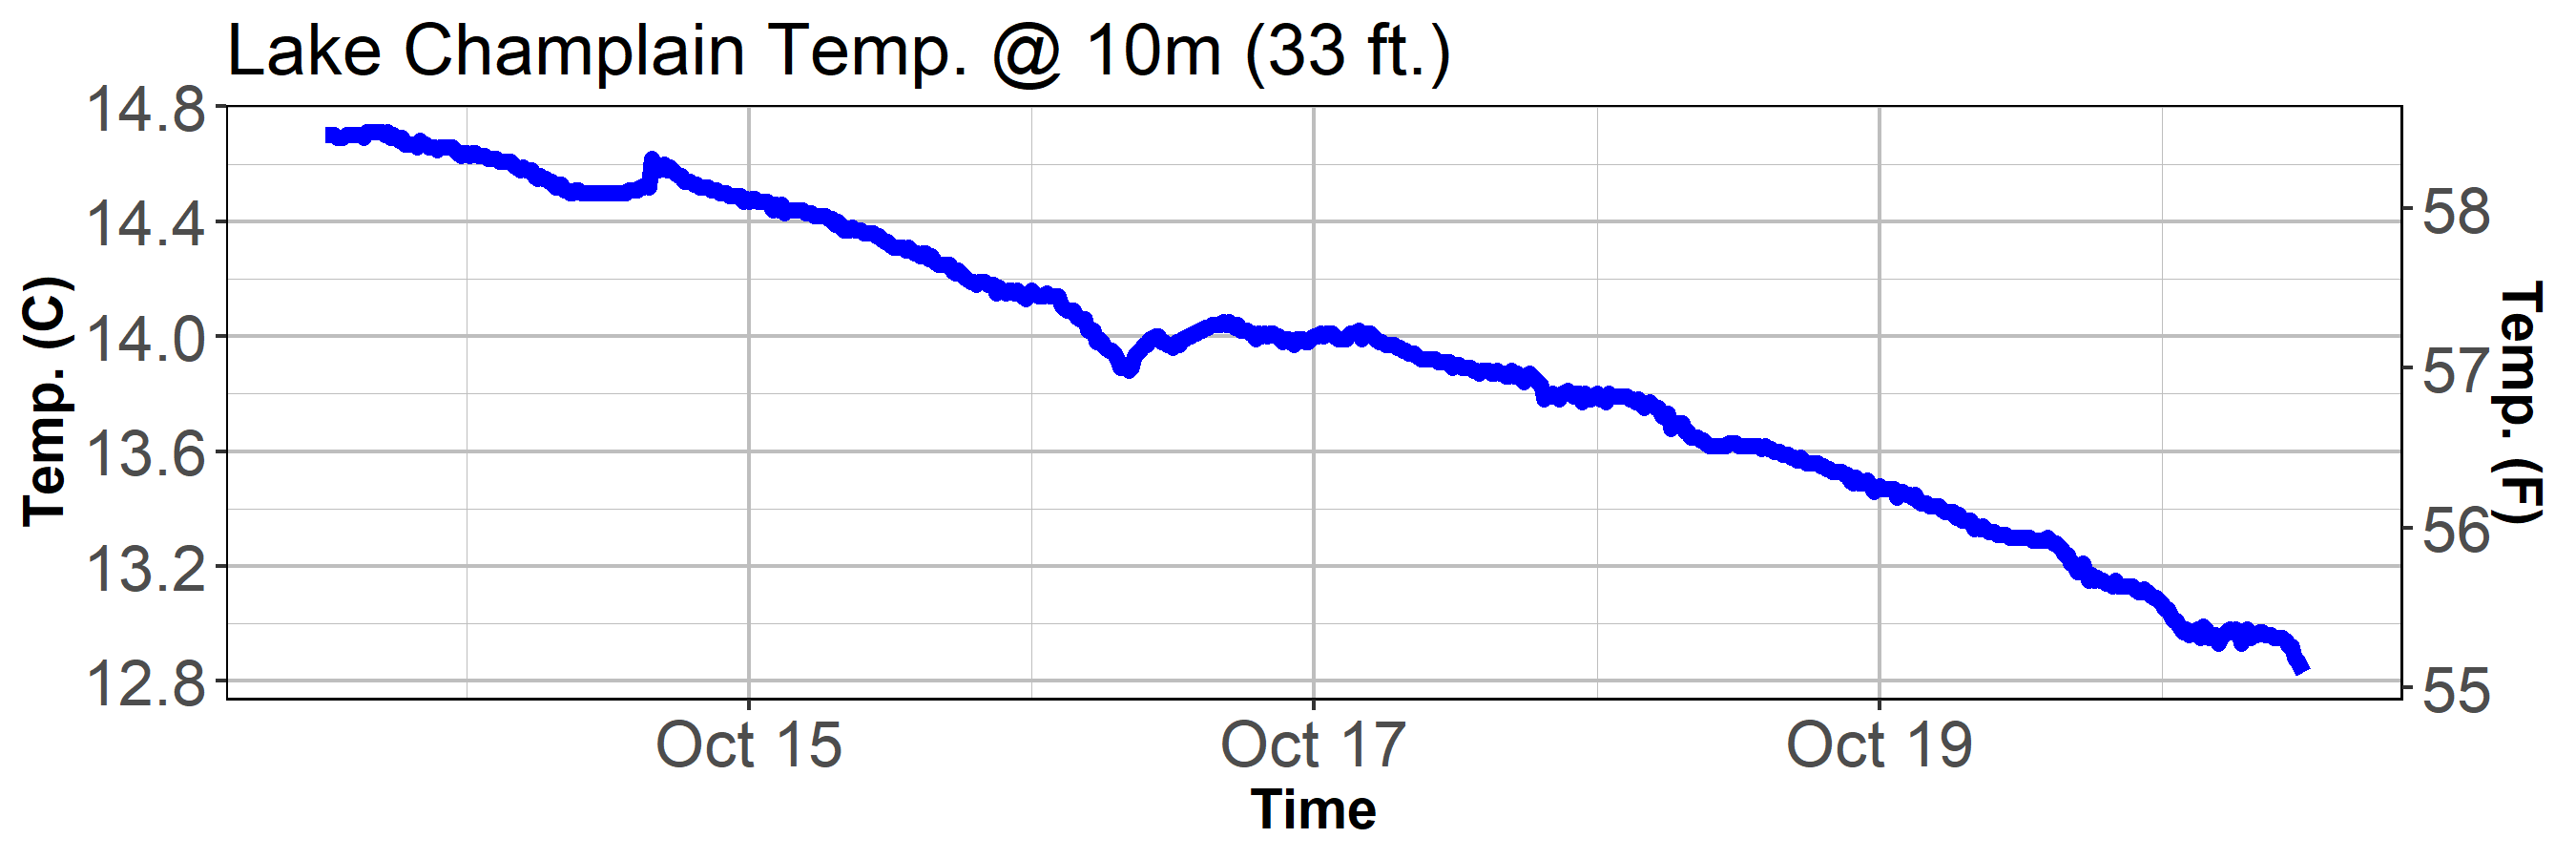 Lake Champlain Temp. @ 10m (33 ft.)
14.8
14.4
14.0
13.6
13.2
12.8
Temp. (C)
58
57
56
55
Temp. (F)
Oct 15
Oct 17
Oct 19
Time